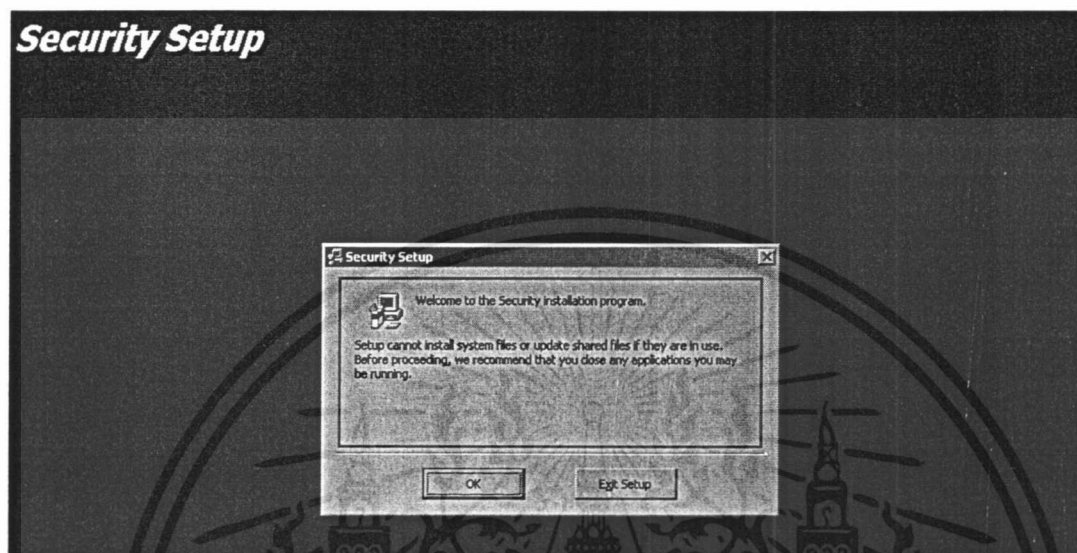 Security Setup
Security Setup
Welcome to the Security installation program.
Setup cannot install system files or update shared files if they are in use.
Before proceeding, we recommend that you close any applications you may
be running.
OK
Exit Setup